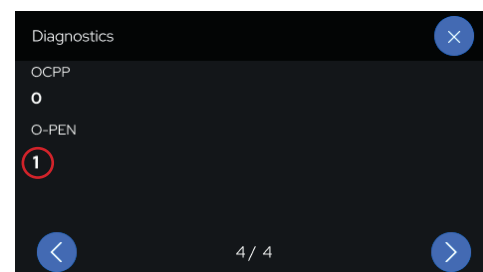 Diagnostics
OCPP
0
O-PEN
1
4/ 4